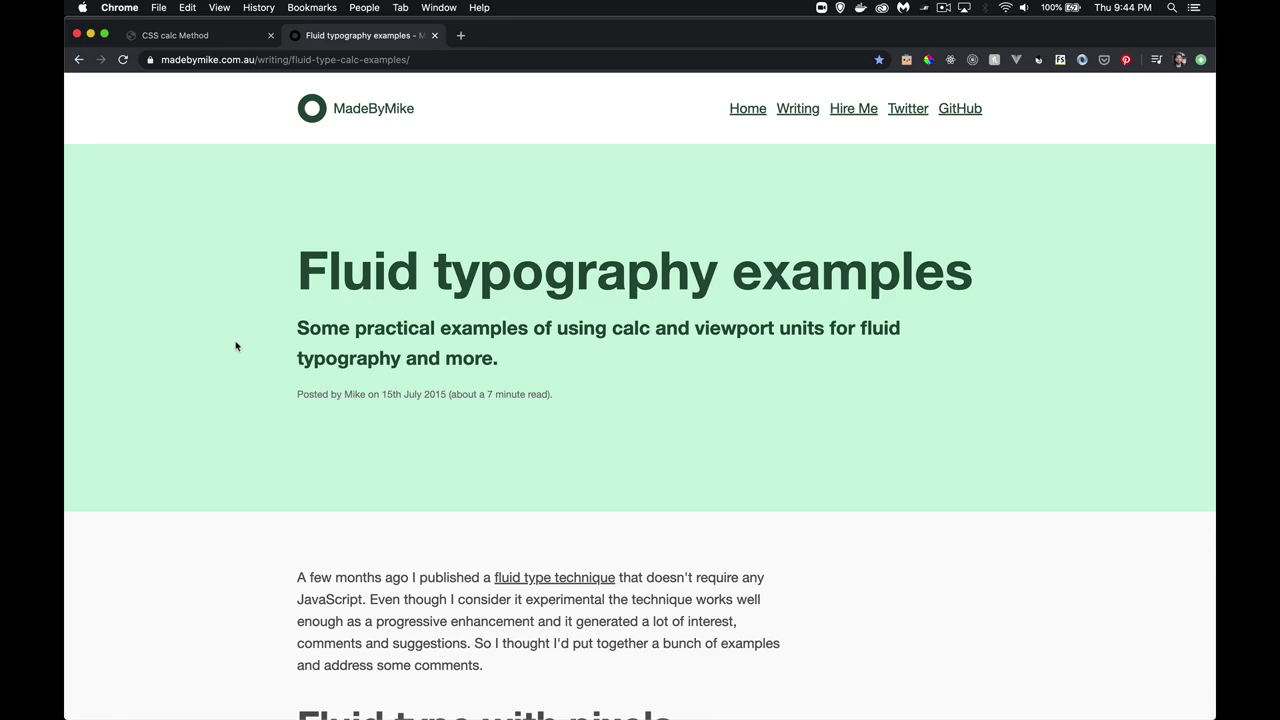 Chrome File Edit View History Bookmarks People Tab Window Help 100% Thu 9:44 PM
CSS calc Method Fluid typography examples - M
madebymike.com.au/writing/fluid-type-calc-examples/
MadeByMike Home Writing Hire Me Twitter GitHub
Fluid typography examples
Some practical examples of using calc and viewport units for fluid
typography and more.
Posted by Mike on 15th July 2015 (about a 7 minute read).
A few months ago I published a fluid type technique that doesn't require any
JavaScript. Even though I consider it experimental the technique works well
enough as a progressive enhancement and it generated a lot of interest,
comments and suggestions. So I thought I'd put together a bunch of examples
and address some comments.
Fluid type with pixels